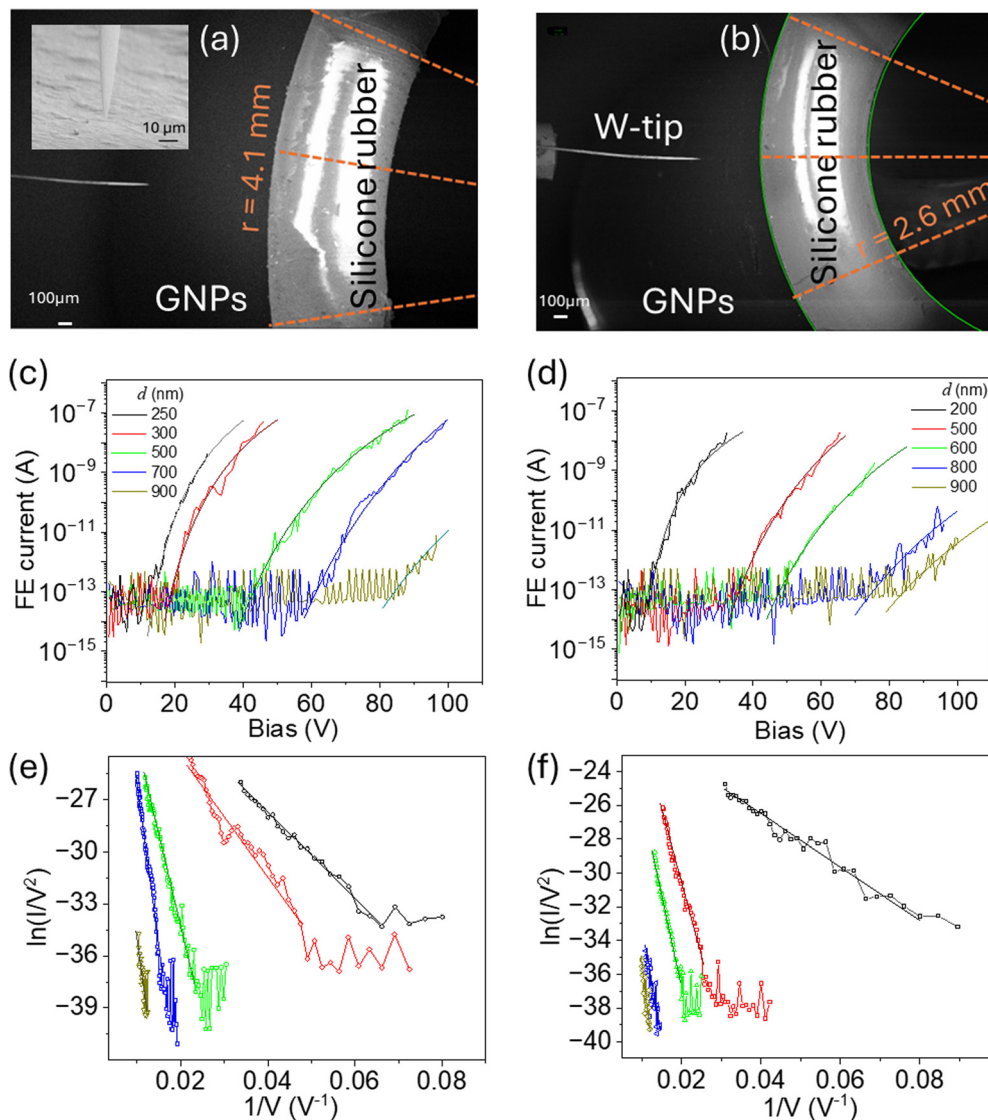 (a)
10 µm
r = 4.1 mm
Silicone rubber
GNPs
100µm
(b)
W-tip
Silicone rubber
r = 2.6 mm
GNPs
100µm
(c)
FE current (A)
10⁻⁷
10⁻⁹
10⁻¹¹
10⁻¹³
10⁻¹⁵
d (nm)
250
300
500
700
900
0 20 40 60 80 100
Bias (V)
(d)
FE current (A)
10⁻⁷
10⁻⁹
10⁻¹¹
10⁻¹³
10⁻¹⁵
d (nm)
200
500
600
800
900
0 20 40 60 80 100
Bias (V)
(e)
ln(I/V²)
−27
−30
−33
−36
−39
0.02 0.04 0.06 0.08
1/V (V⁻¹)
(f)
ln(I/V²)
−24
−26
−28
−30
−32
−34
−36
−38
−40
0.02 0.04 0.06 0.08
1/V (V⁻¹)